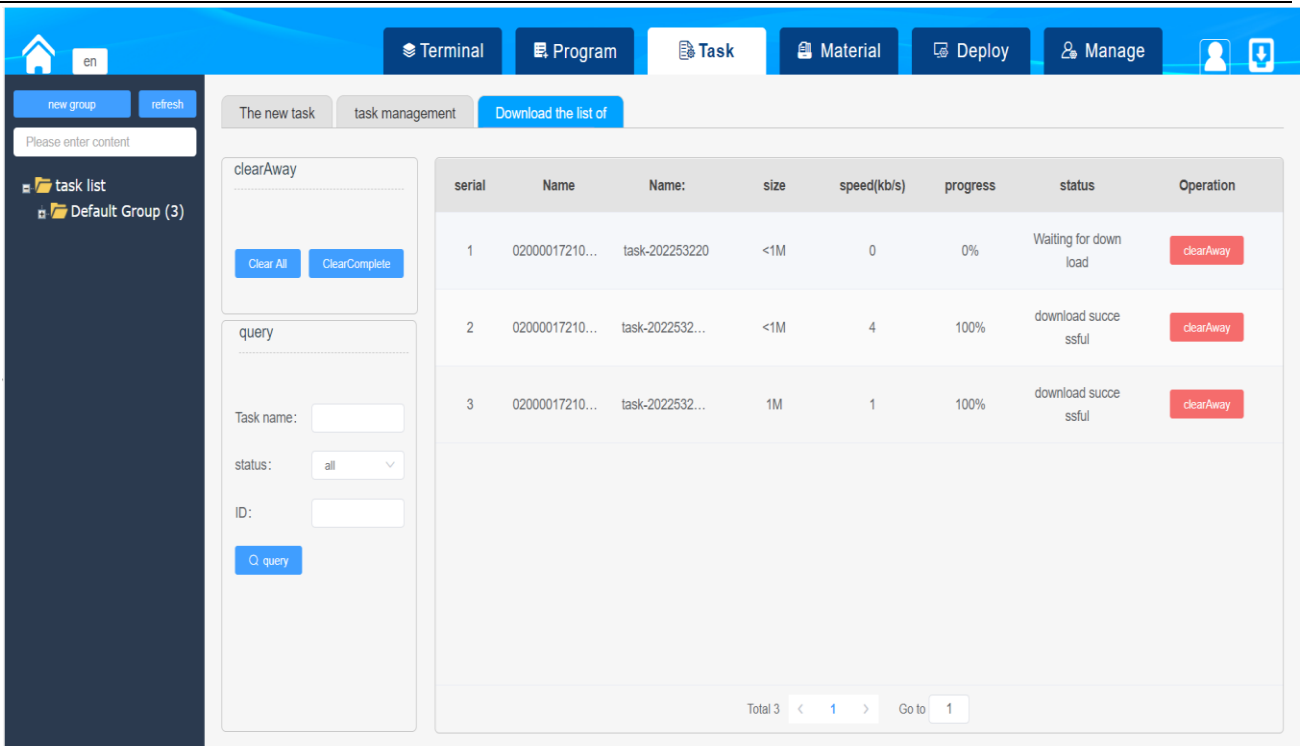 en
Terminal
Program
Task
Material
Deploy
Manage
new group
refresh
Please enter content
task list
Default Group (3)
The new task
task management
Download the list of
clearAway
Clear All
ClearComplete
query
Task name:
status:
all
ID:
query
serial Name Name: size speed(kb/s) progress status Operation
1 02000017210... task-202253220 <1M 0 0% Waiting for down
load
clearAway
2 02000017210... task-2022532... <1M 4 100% download succe
ssful
clearAway
3 02000017210... task-2022532... 1M 1 100% download succe
ssful
clearAway
Total 3 < 1 > Go to 1